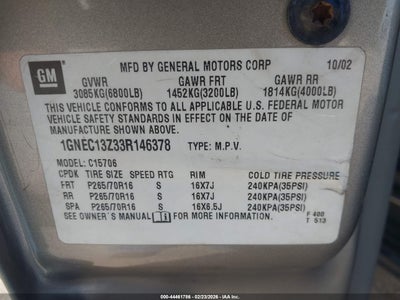 GM
MFD BY GENERAL MOTORS CORP 10/02
GVWR GAWR FRT GAWR RR
3085KG(6800LB) 1452KG(3200LB) 1814KG(4000LB)
THIS VEHICLE CONFORMS TO ALL APPLICABLE U.S. FEDERAL MOTOR
VEHICLE SAFETY STANDARDS IN EFFECT ON THE DATE OF
MANUFACTURE SHOWN ABOVE.
1GNEC13Z33R146378 TYPE: M.P.V.
MODEL: C15706
CPDK TIRE SIZE SPEED RTG RIM COLD TIRE PRESSURE
FRT P265/70R16 S 16X7J 240KPA(35PSI)
RR P265/70R16 S 16X7J 240KPA(35PSI)
SPA P265/70R16 S 16X6.5J 240KPA(35PSI)
SEE OWNER'S MANUAL FOR ADDITIONAL INFORMATION F 400
T 513
000-44461786 - 02/23/2026 - IAAI.COM